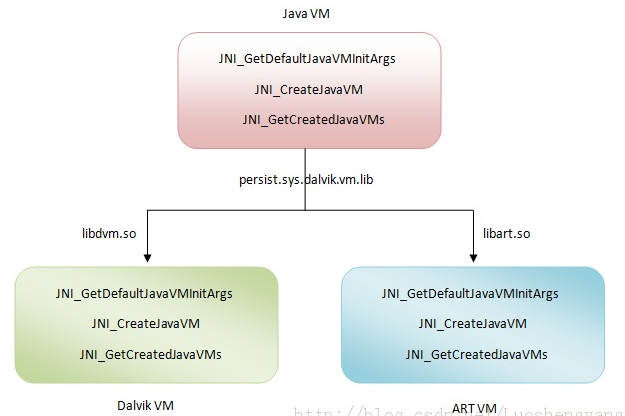 Java VM
JNI_GetDefaultJavaVMInitArgs
JNI_CreateJavaVM
JNI_GetCreatedJavaVMs
persist.sys.dalvik.vm.lib
libdvm.so
libart.so
JNI_GetDefaultJavaVMInitArgs
JNI_CreateJavaVM
JNI_GetCreatedJavaVMs
JNI_GetDefaultJavaVMInitArgs
JNI_CreateJavaVM
JNI_GetCreatedJavaVMs
Dalvik VM
ART VM
http://blog.csdn.net/Luoshengyang